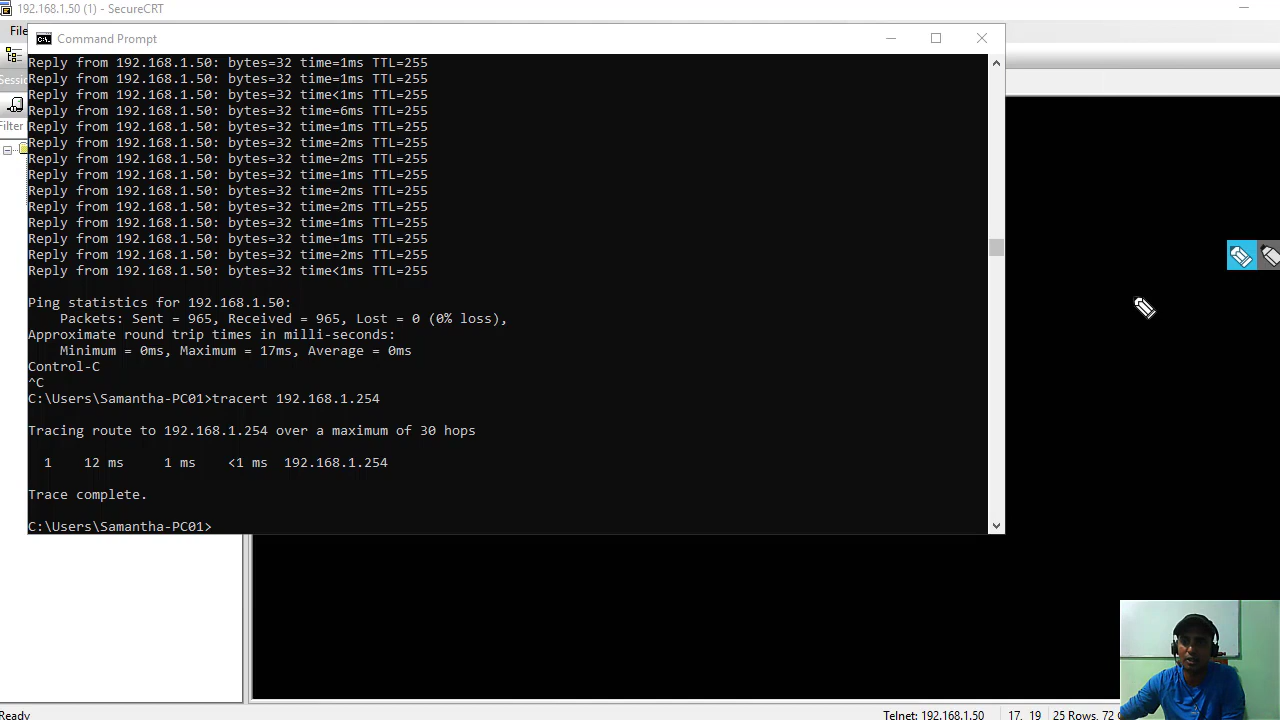 192.168.1.50 (1) - SecureCRT
File
Command Prompt
Sessi
Filter
Reply from 192.168.1.50: bytes=32 time=1ms TTL=255
Reply from 192.168.1.50: bytes=32 time=1ms TTL=255
Reply from 192.168.1.50: bytes=32 time<1ms TTL=255
Reply from 192.168.1.50: bytes=32 time=6ms TTL=255
Reply from 192.168.1.50: bytes=32 time=1ms TTL=255
Reply from 192.168.1.50: bytes=32 time=2ms TTL=255
Reply from 192.168.1.50: bytes=32 time=2ms TTL=255
Reply from 192.168.1.50: bytes=32 time=1ms TTL=255
Reply from 192.168.1.50: bytes=32 time=2ms TTL=255
Reply from 192.168.1.50: bytes=32 time=2ms TTL=255
Reply from 192.168.1.50: bytes=32 time=1ms TTL=255
Reply from 192.168.1.50: bytes=32 time=1ms TTL=255
Reply from 192.168.1.50: bytes=32 time=2ms TTL=255
Reply from 192.168.1.50: bytes=32 time<1ms TTL=255
Ping statistics for 192.168.1.50:
Packets: Sent = 965, Received = 965, Lost = 0 (0% loss),
Approximate round trip times in milli-seconds:
Minimum = 0ms, Maximum = 17ms, Average = 0ms
Control-C
^C
C:\Users\Samantha-PC01>tracert 192.168.1.254
Tracing route to 192.168.1.254 over a maximum of 30 hops
1 12 ms 1 ms <1 ms 192.168.1.254
Trace complete.
C:\Users\Samantha-PC01>
Ready
Telnet: 192.168.1.50 17, 19 25 Rows, 72